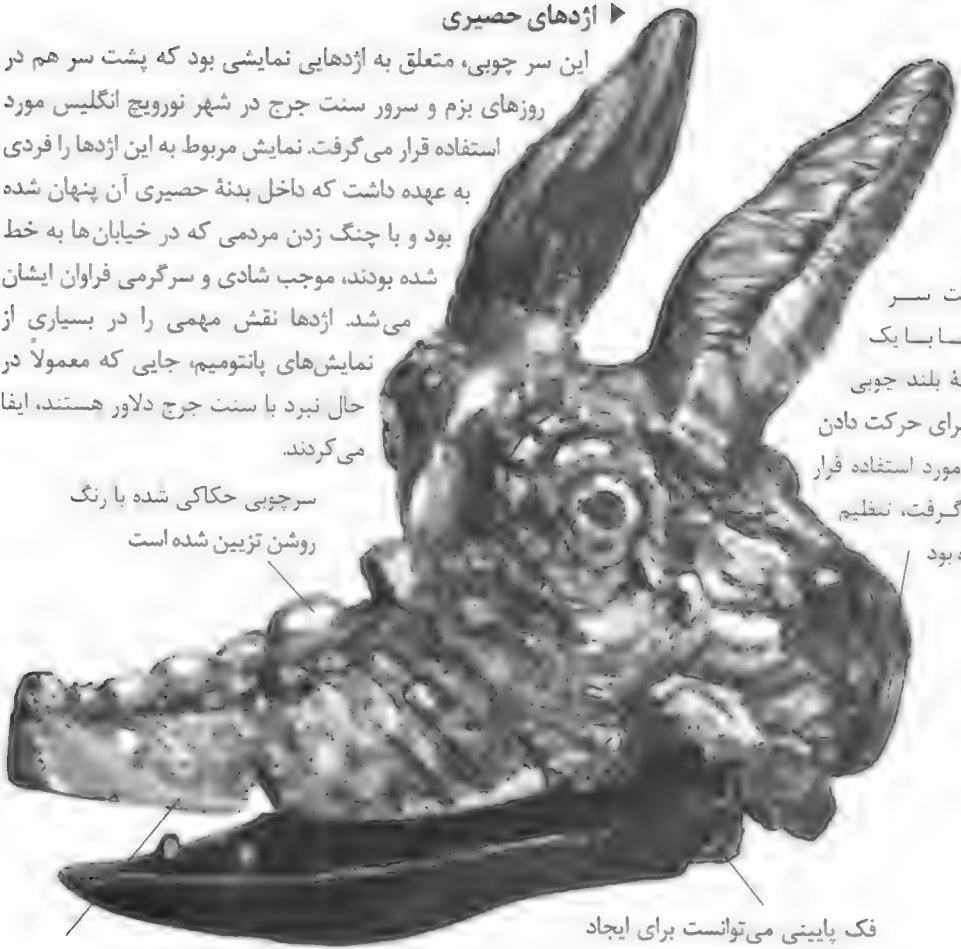 اژدهای حصیری
این سر چوبی، متعلق به اژدهایی نمایشی بود که پشت سر هم در
روزهای بزم و سرور سنت جرج در شهر نورویچ انگلیس مورد
استفاده قرار می‌گرفت. نمایش مربوط به این اژدها را فردی
به عهده داشت که داخل بدنهٔ حصیری آن پنهان شده
بود و با چنگ زدن مردمی که در خیابان‌ها به خط
شده بودند، موجب شادی و سرگرمی فراوان ایشان
می‌شد. اژدها نقش مهمی را در بسیاری از
نمایش‌های پانتومیم، جایی که معمولاً در
حال نبرد با سنت جرج دلاور هستند، ایفا
می‌کردند.
سرچوبی حکاکی شده با رنگ
روشن تزیین شده است
سر
یک
بلند چوبی
برای حرکت دادن
مورد استفاده قرار
گرفت، تنظیم
بود
فک پایینی می‌توانست برای ایجاد